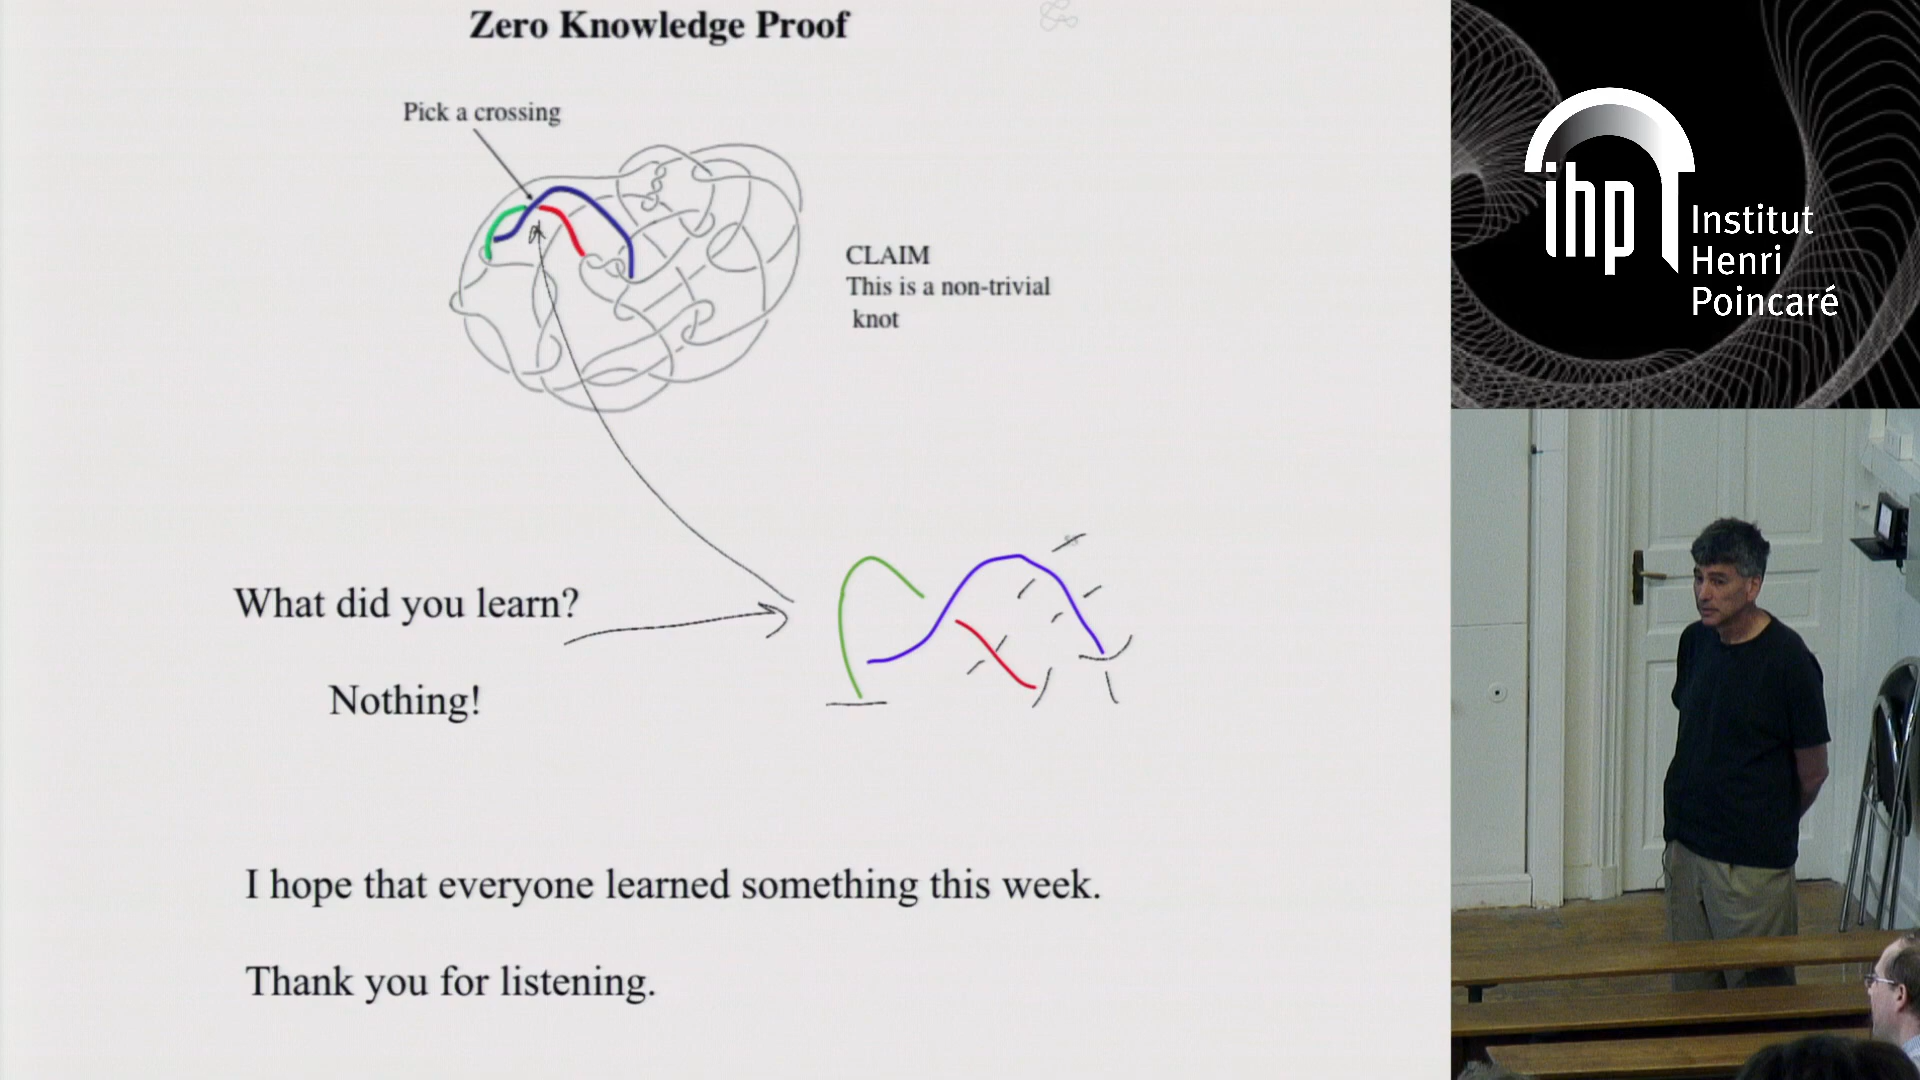 Zero Knowledge Proof
Pick a crossing
CLAIM
This is a non-trivial
knot
What did you learn?
Nothing!
I hope that everyone learned something this week.
Thank you for listening.
ihp
Institut
Henri
Poincaré